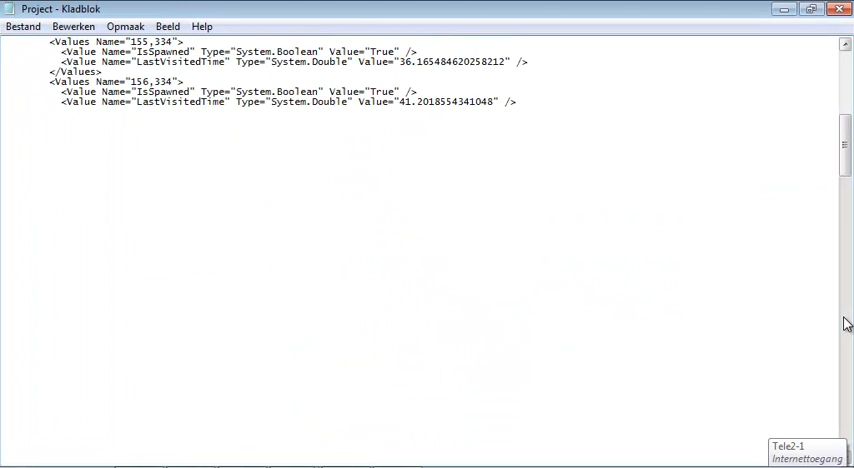 Project - Kladblok
Bestand Bewerken Opmaak Beeld Help
<Values Name="155,334">
<Value Name="IsSpawned" Type="System.Boolean" Value="True" />
<Value Name="LastVisitedTime" Type="System.Double" Value="36.165484620258212" />
</Values>
<Values Name="156,334">
<Value Name="IsSpawned" Type="System.Boolean" Value="True" />
<Value Name="LastVisitedTime" Type="System.Double" Value="41.2018554341048" />
Tele2-1
Internettoegang